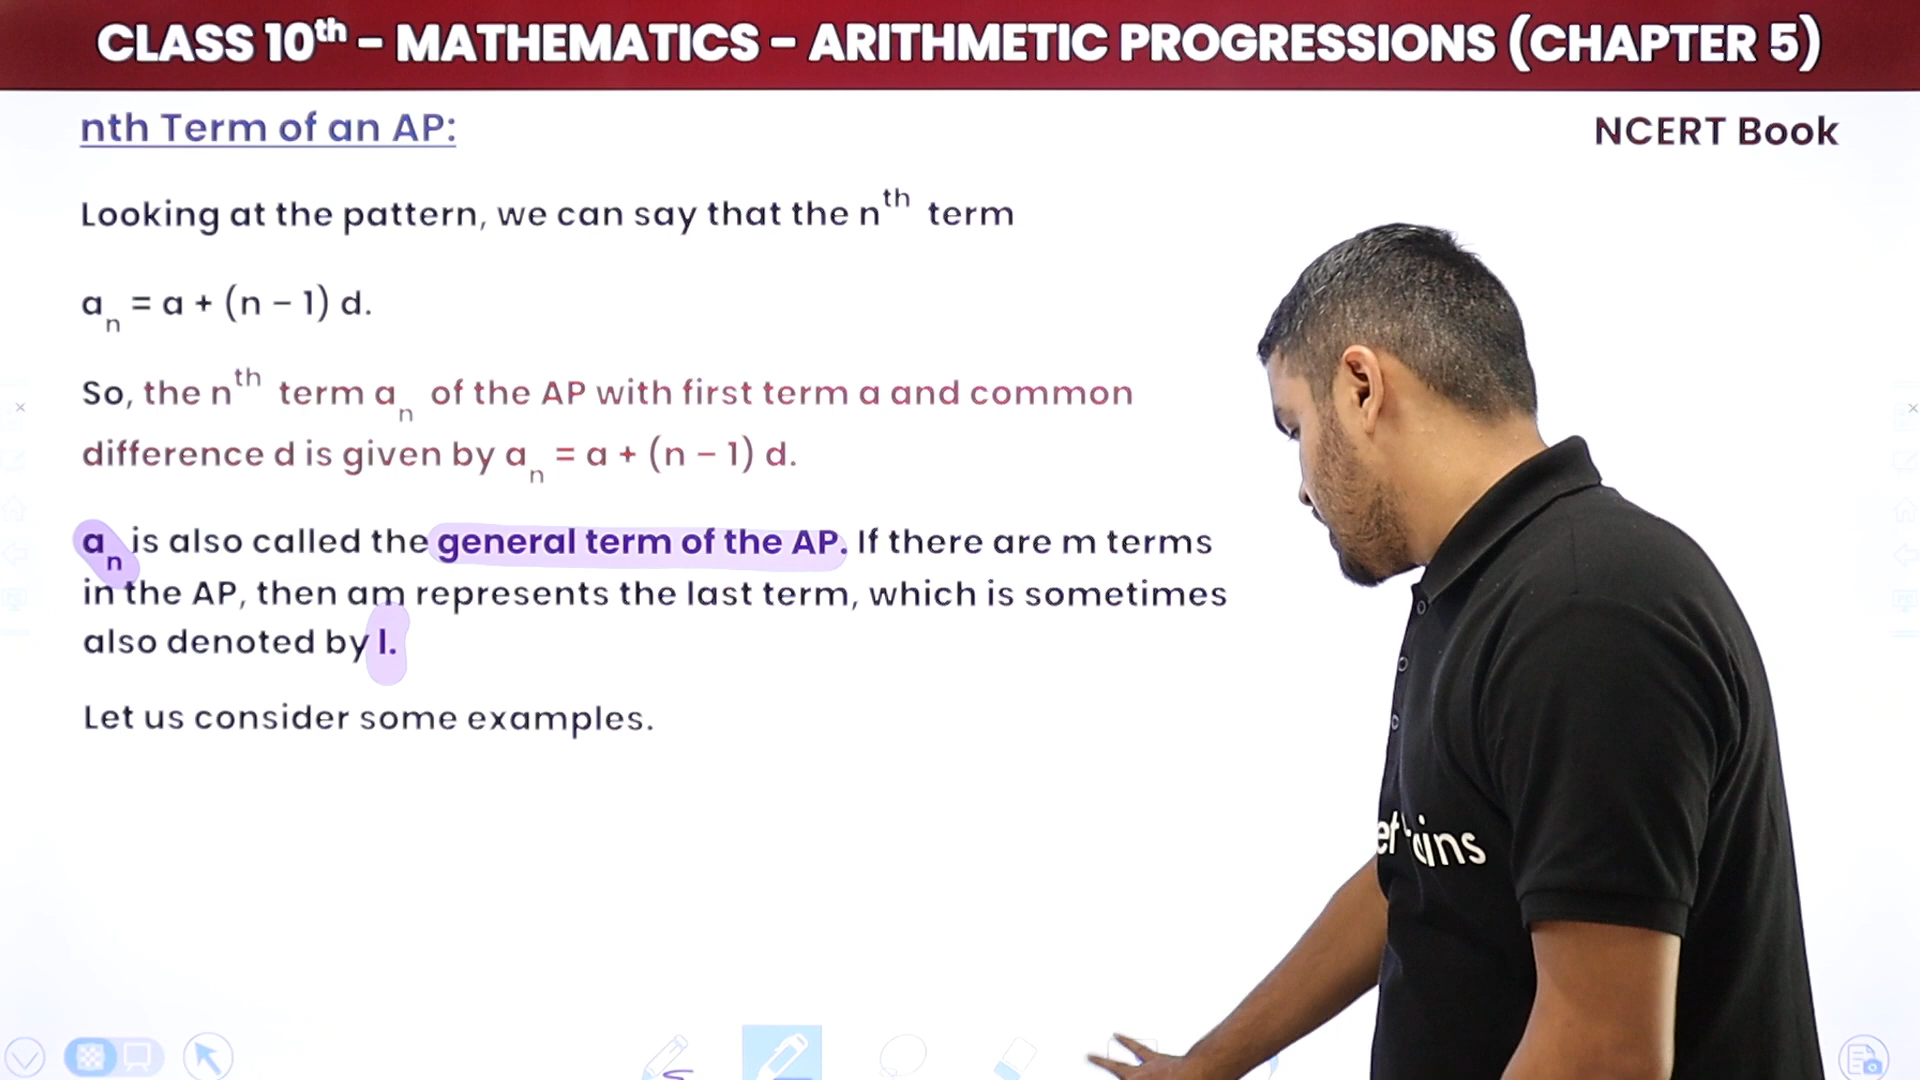 CLASS 10th - MATHEMATICS - ARITHMETIC PROGRESSIONS (CHAPTER 5)
nth Term of an AP:
NCERT Book
Looking at the pattern, we can say that the nth term
an = a + (n – 1) d.
So, the nth term an of the AP with first term a and common
difference d is given by an = a + (n – 1) d.
an is also called the general term of the AP. If there are m terms
in the AP, then am represents the last term, which is sometimes
also denoted by l.
Let us consider some examples.